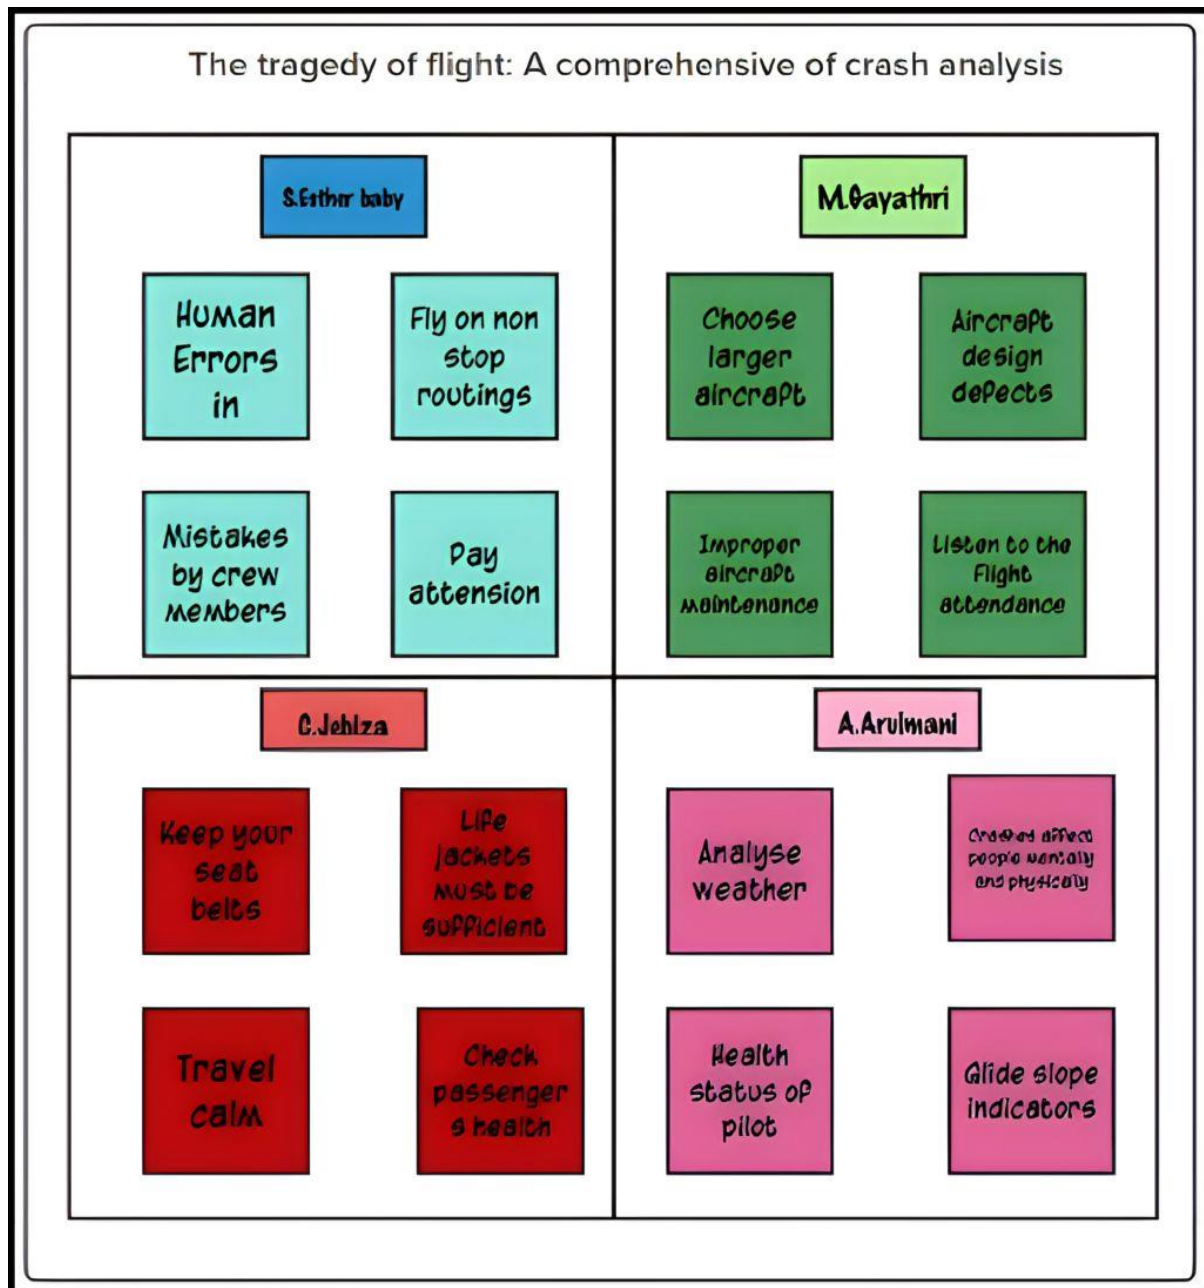 The tragedy of flight: A comprehensive of crash analysis
S.Esther baby
Human
Errors
in
Fly on non
stop
routings
Mistakes
by crew
members
Pay
attension
M.Gayathri
Choose
larger
aircraft
Aircraft
design
defects
Improper
aircraft
maintenance
Listen to the
Flight
attendance
C.Jebiza
Keep your
seat
belts
Life
jackets
must be
sufficient
Travel
calm
Check
passenger
s health
A.Arulmani
Analyse
weather
Crashes affect
people mentally
and physically
Health
status of
pilot
Glide slope
indicators